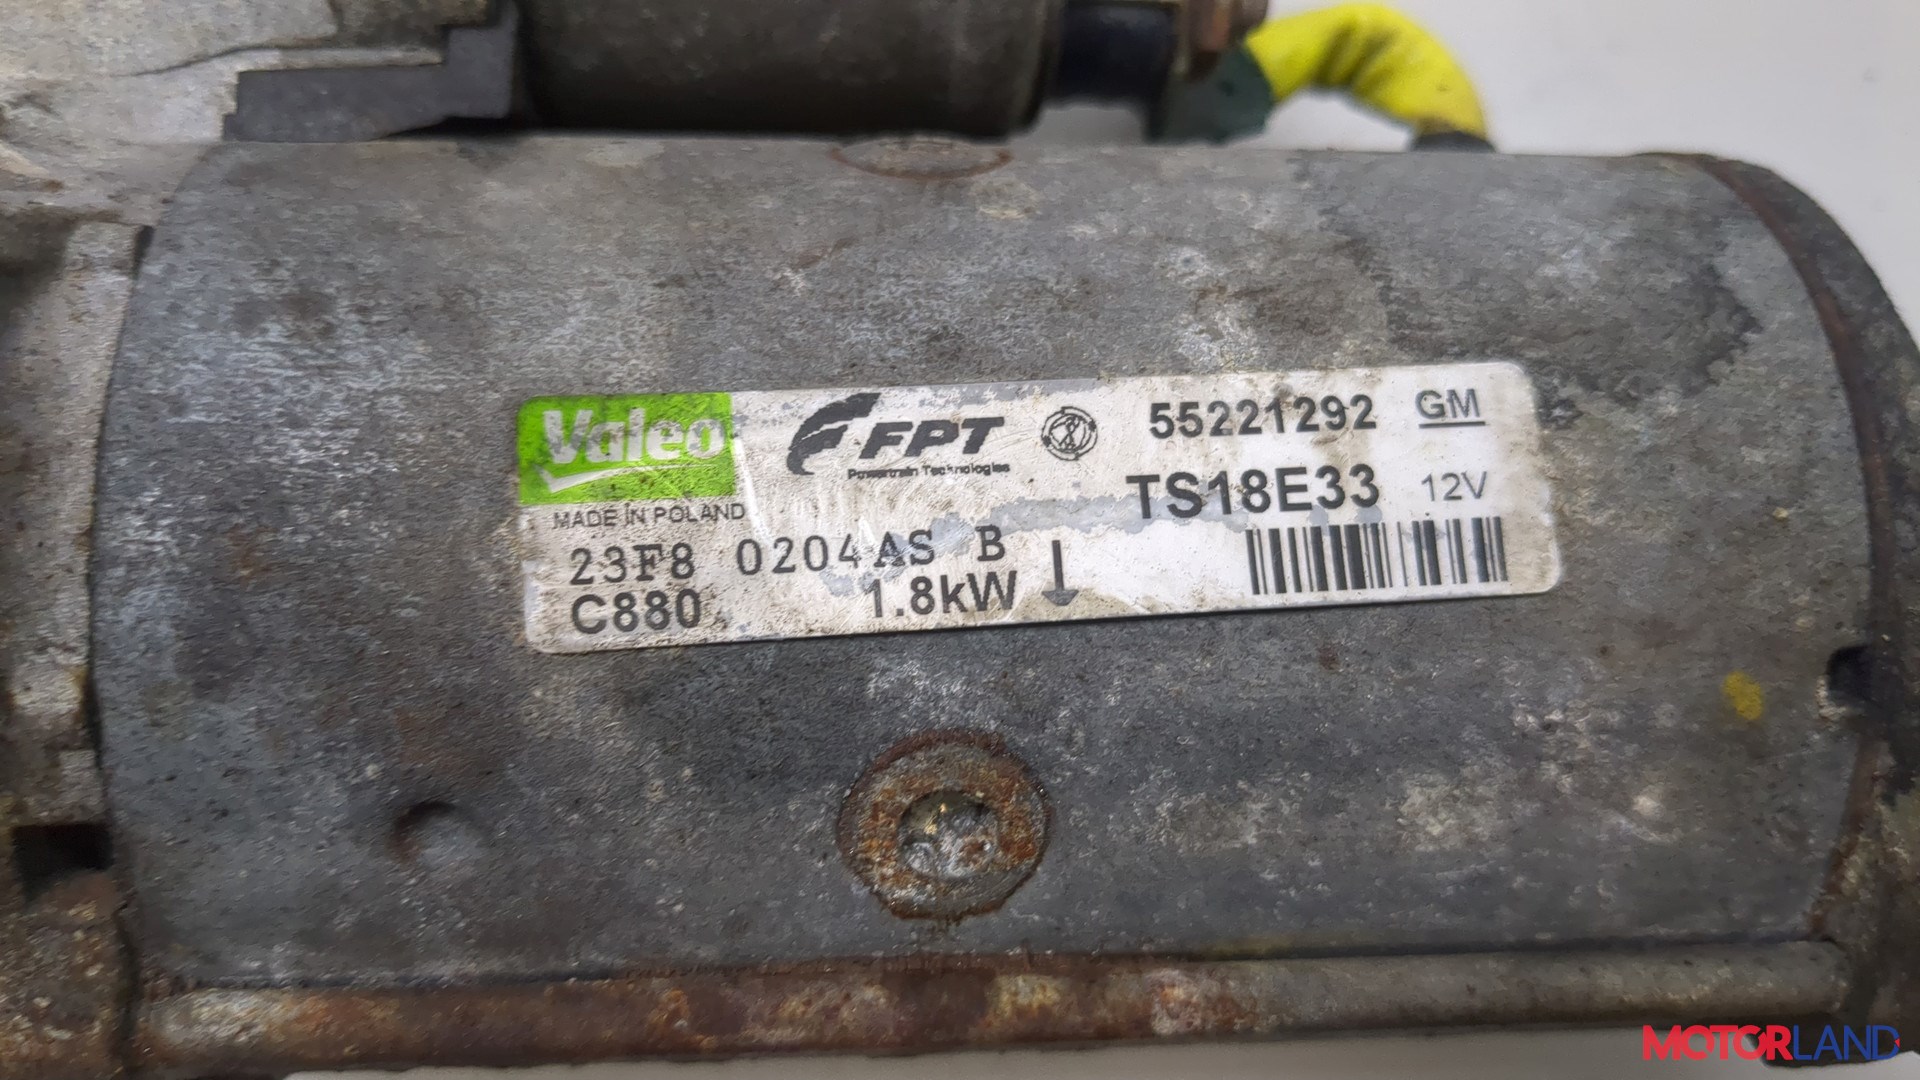 Valeo FPT 55221292 GM
Powertrain Technologies
MADE IN POLAND TS18E33 12V
23F8 0204AS B
C880 1.8kW
MOTORLAND